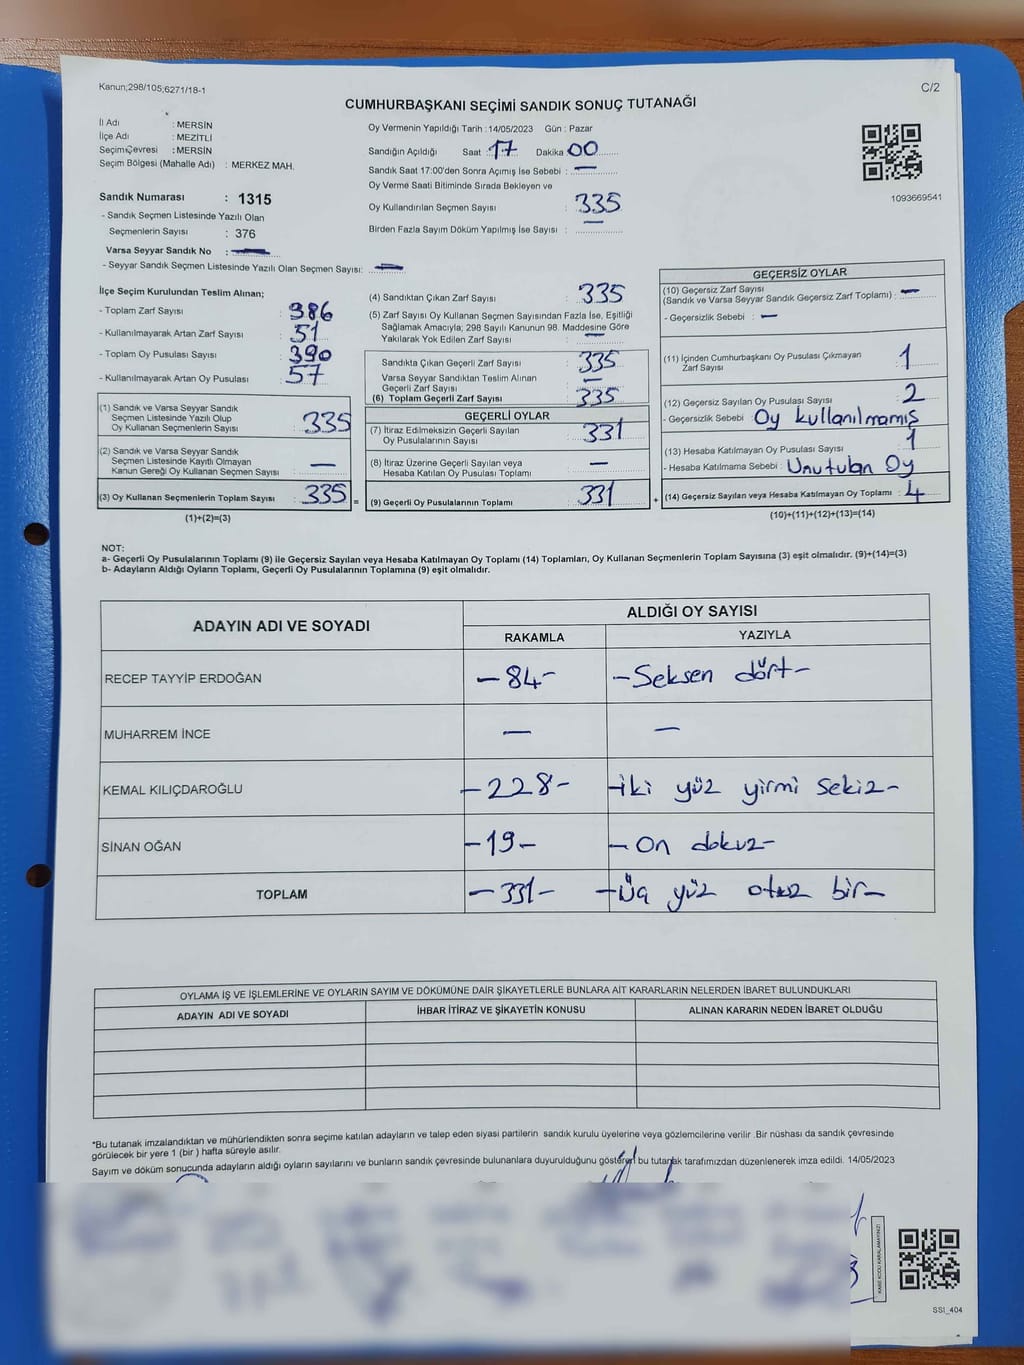 Kanun;298/105;6271/18-1
C/2
CUMHURBAŞKANI SEÇİMİ SANDIK SONUÇ TUTANAĞI
İl Adı : MERSİN
İlçe Adı : MEZİTLİ
Seçim Çevresi : MERSİN
Seçim Bölgesi (Mahalle Adı) : MERKEZ MAH.
Sandık Numarası : 1315
- Sandık Seçmen Listesinde Yazılı Olan
Seçmenlerin Sayısı : 376
Varsa Seyyar Sandık No :
- Seyyar Sandık Seçmen Listesinde Yazılı Olan Seçmen Sayısı:
Oy Vermenin Yapıldığı Tarih : 14/05/2023 Gün : Pazar
Sandığın Açıldığı Saat : 17 Dakika 00
Sandık Saat 17:00'den Sonra Açımış İse Sebebi : —
Oy Verme Saati Bitiminde Sırada Bekleyen ve
Oy Kullandırılan Seçmen Sayısı : 335
Birden Fazla Sayım Döküm Yapılmış İse Sayısı : —
1093669541
İlçe Seçim Kurulundan Teslim Alınan;
- Toplam Zarf Sayısı : 386
- Kullanılmayarak Artan Zarf Sayısı : 51
- Toplam Oy Pusulası Sayısı : 390
- Kullanılmayarak Artan Oy Pusulası : 57
(1) Sandık ve Varsa Seyyar Sandık
Seçmen Listesinde Yazılı Olup
Oy Kullanan Seçmenlerin Sayısı : 335
(2) Sandık ve Varsa Seyyar Sandık
Seçmen Listesinde Kayıtlı Olmayan
Kanun Gereği Oy Kullanan Seçmen Sayısı : —
(3) Oy Kullanan Seçmenlerin Toplam Sayısı : 335 =
(1)+(2)=(3)
(4) Sandıktan Çıkan Zarf Sayısı : 335
(5) Zarf Sayısı Oy Kullanan Seçmen Sayısından Fazla İse, Eşitliği
Sağlamak Amacıyla; 298 Sayılı Kanunun 98. Maddesine Göre
Yakılarak Yok Edilen Zarf Sayısı : —
Sandıkta Çıkan Geçerli Zarf Sayısı : 335
Varsa Seyyar Sandıktan Teslim Alınan
Geçerli Zarf Sayısı : —
(6) Toplam Geçerli Zarf Sayısı : 335
GEÇERLİ OYLAR
(7) İtiraz Edilmeksizin Geçerli Sayılan
Oy Pusulalarının Sayısı : 331
(8) İtiraz Üzerine Geçerli Sayılan veya
Hesaba Katılan Oy Pusulası Toplamı : —
(9) Geçerli Oy Pusulalarının Toplamı : 331 +
GEÇERSİZ OYLAR
(10) Geçersiz Zarf Sayısı
(Sandık ve Varsa Seyyar Sandık Geçersiz Zarf Toplamı) : —
- Geçersizlik Sebebi : —
(11) İçinden Cumhurbaşkanı Oy Pusulası Çıkmayan
Zarf Sayısı : 1
(12) Geçersiz Sayılan Oy Pusulası Sayısı : 2
- Geçersizlik Sebebi : Oy kullanılmamış
(13) Hesaba Katılmayan Oy Pusulası Sayısı : 1
- Hesaba Katılmama Sebebi : Unutulan Oy
(14) Geçersiz Sayılan veya Hesaba Katılmayan Oy Toplamı : 4
(10)+(11)+(12)+(13)=(14)
NOT:
a- Geçerli Oy Pusulalarının Toplamı (9) ile Geçersiz Sayılan veya Hesaba Katılmayan Oy Toplamı (14) Toplamları, Oy Kullanan Seçmenlerin Toplam Sayısına (3) eşit olmalıdır. (9)+(14)=(3)
b- Adayların Aldığı Oyların Toplamı, Geçerli Oy Pusulalarının Toplamına (9) eşit olmalıdır.
ADAYIN ADI VE SOYADI
ALDIĞI OY SAYISI
RAKAMLA YAZIYLA
RECEP TAYYİP ERDOĞAN —84— —Seksen dört—
MUHARREM İNCE — —
KEMAL KILIÇDAROĞLU —228— —iki yüz yirmi sekiz—
SİNAN OĞAN —19— —On dokuz—
TOPLAM —331— —Üç yüz otuz bir—
OYLAMA İŞ VE İŞLEMLERİNE VE OYLARIN SAYIM VE DÖKÜMÜNE DAİR ŞİKAYETLERLE BUNLARA AİT KARARLARIN NELERDEN İBARET BULUNDUKLARI
ADAYIN ADI VE SOYADI İHBAR İTİRAZ VE ŞİKAYETİN KONUSU ALINAN KARARIN NEDEN İBARET OLDUĞU
*Bu tutanak imzalandıktan ve mühürlendikten sonra seçime katılan adayların ve talep eden siyasi partilerin sandık kurulu üyelerine veya gözlemcilerine verilir .Bir nüshası da sandık çevresinde
görülecek bir yere 1 (bir ) hafta süreyle asılır.
Sayım ve döküm sonucunda adayların aldığı oyların sayılarını ve bunların sandık çevresinde bulunanlara duyurulduğunu gösteren bu tutanak tarafımızdan düzenlenerek imza edildi. 14/05/2023
KARE KODU KARALAMAYINIZ!
SSİ_404